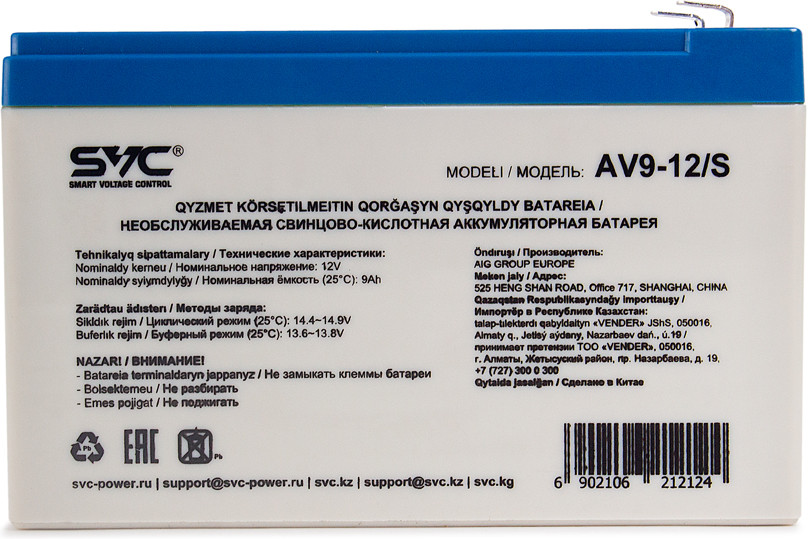 SVC®
SMART VOLTAGE CONTROL
MODELI / МОДЕЛЬ: AV9-12/S
QYZMET KÖRSETILMEITIN QORĞAŞYN QYŞQYLDY BATAREIA /
НЕОБСЛУЖИВАЕМАЯ СВИНЦОВО-КИСЛОТНАЯ АККУМУЛЯТОРНАЯ БАТАРЕЯ
Tehnikalyq sipattamalary / Технические характеристики:
Nominaldy kerneu / Номинальное напряжение: 12V
Nominaldy syiymdylyğy / Номинальная ёмкость (25°C): 9Ah
Zarädtau ädısterı / Методы заряда:
Sikldık rejim / Циклический режим (25°C): 14.4~14.9V
Buferlık rejim / Буферный режим (25°C): 13.6~13.8V
NAZAR! / ВНИМАНИЕ!
- Batareia terminaldaryn jappanyz / Не замыкать клеммы батареи
- Bolsektemeu / Не разбирать
- Emes pojigat / Не поджигать
Öndıruşı / Производитель:
AIG GROUP EUROPE
Meken jaiy / Адрес:
525 HENG SHAN ROAD, Office 717, SHANGHAI, CHINA
Qazaqstan Respublikasyndağy importtauşy /
Импортёр в Республике Казахстан:
talap-tılekterdı qabyldaityn «VENDER» JShS, 050016,
Almaty q., Jetisý aýdeny, Nazarbaev dań., ú.19 /
принимает претензии ТОО «VENDER», 050016,
г. Алматы, Жетысуский район, пр. Назарбаева, д. 19,
+7 (727) 300 0 300
Qytaida jasalğan / Сделано в Китае
Pb
EAC
Pb
svc-power.ru | support@svc-power.ru | svc.kz | support@svc.kz | svc.kg
6 902106 212124